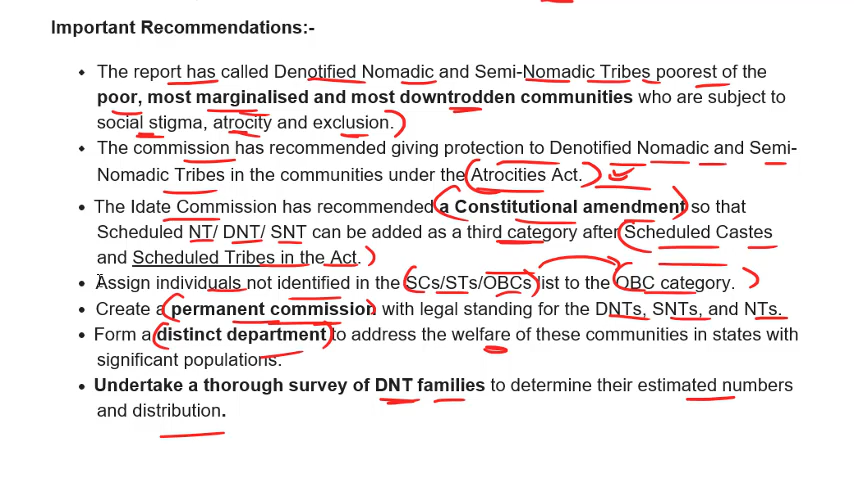 Important Recommendations:-
• The report has called Denotified Nomadic and Semi-Nomadic Tribes poorest of the
poor, most marginalised and most downtrodden communities who are subject to
social stigma, atrocity and exclusion.
• The commission has recommended giving protection to Denotified Nomadic and Semi-
Nomadic Tribes in the communities under the Atrocities Act.
• The Idate Commission has recommended a Constitutional amendment so that
Scheduled NT/ DNT/ SNT can be added as a third category after Scheduled Castes
and Scheduled Tribes in the Act.
• Assign individuals not identified in the SCs/STs/OBCs list to the OBC category.
• Create a permanent commission with legal standing for the DNTs, SNTs, and NTs.
• Form a distinct department to address the welfare of these communities in states with
significant populations.
• Undertake a thorough survey of DNT families to determine their estimated numbers
and distribution.